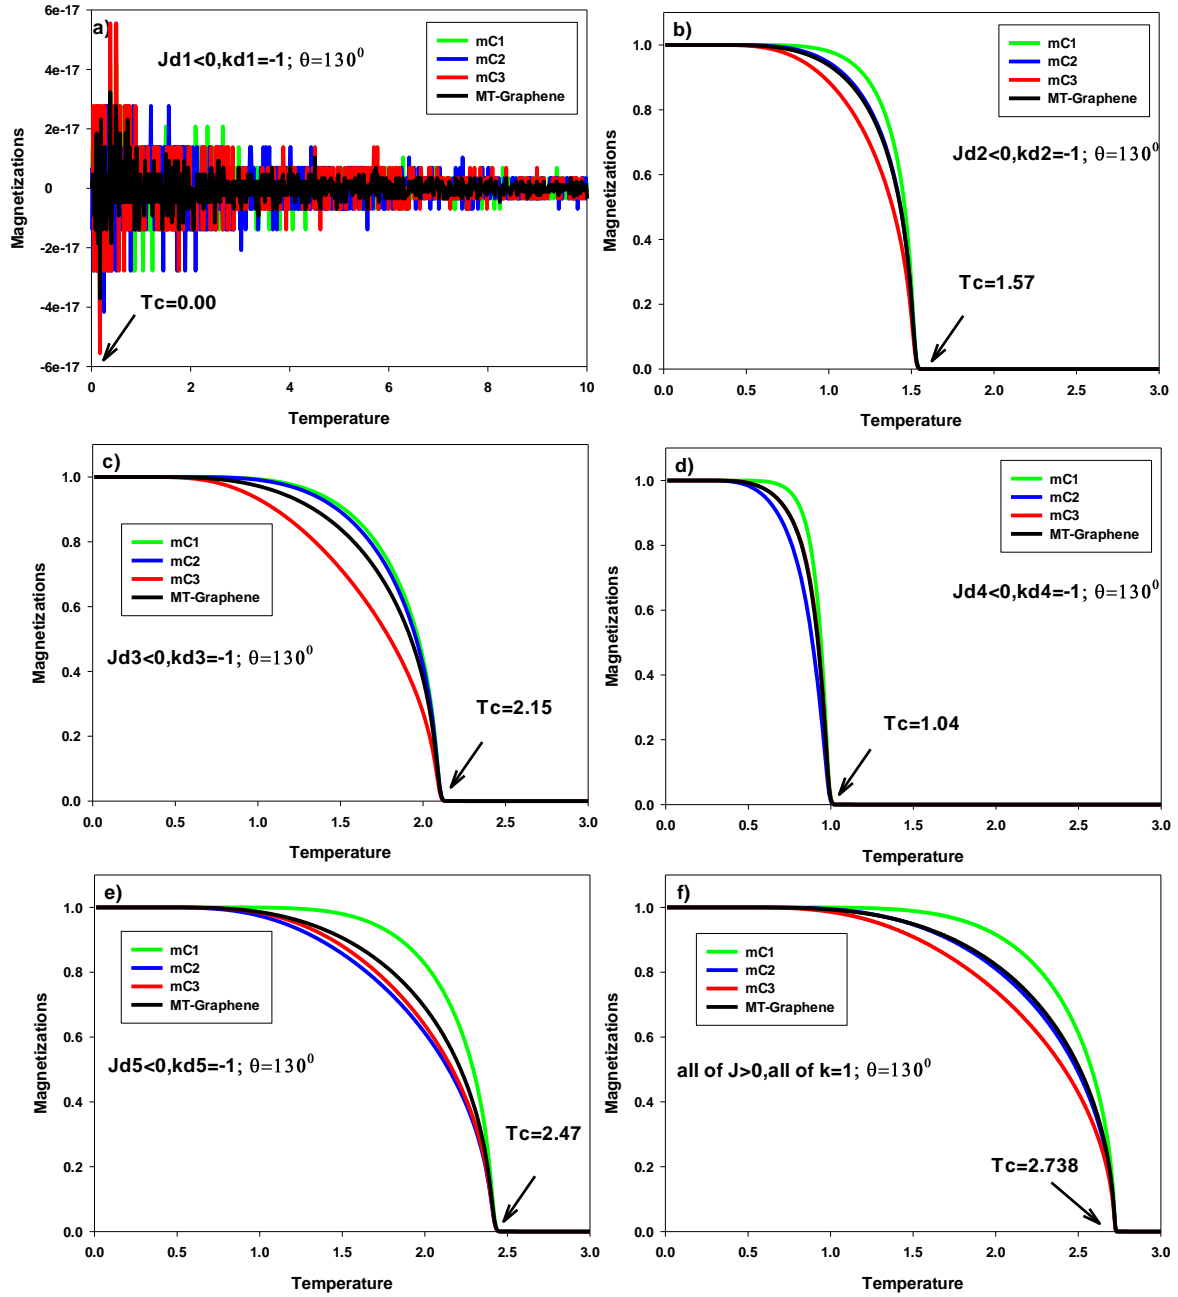 a)
Jd1<0,kd1=-1; θ=130⁰
mC1
mC2
mC3
MT-Graphene
6e-17
4e-17
2e-17
0
-2e-17
-4e-17
-6e-17
Magnetizations
Tc=0.00
0 2 4 6 8 10
Temperature
b)
mC1
mC2
mC3
MT-Graphene
Jd2<0,kd2=-1; θ=130⁰
1.0
0.8
0.6
0.4
0.2
0.0
Magnetizations
Tc=1.57
0.0 0.5 1.0 1.5 2.0 2.5 3.0
Temperature
c)
mC1
mC2
mC3
MT-Graphene
Jd3<0,kd3=-1; θ=130⁰
1.0
0.8
0.6
0.4
0.2
0.0
Magnetizations
Tc=2.15
0.0 0.5 1.0 1.5 2.0 2.5 3.0
Temperature
d)
mC1
mC2
mC3
MT-Graphene
Jd4<0,kd4=-1; θ=130⁰
1.0
0.8
0.6
0.4
0.2
0.0
Magnetizations
Tc=1.04
0.0 0.5 1.0 1.5 2.0 2.5 3.0
Temperature
e)
mC1
mC2
mC3
MT-Graphene
Jd5<0,kd5=-1; θ=130⁰
1.0
0.8
0.6
0.4
0.2
0.0
Magnetizations
Tc=2.47
0.0 0.5 1.0 1.5 2.0 2.5 3.0
Temperature
f)
mC1
mC2
mC3
MT-Graphene
all of J>0,all of k=1; θ=130⁰
1.0
0.8
0.6
0.4
0.2
0.0
Magnetizations
Tc=2.738
0.0 0.5 1.0 1.5 2.0 2.5 3.0
Temperature